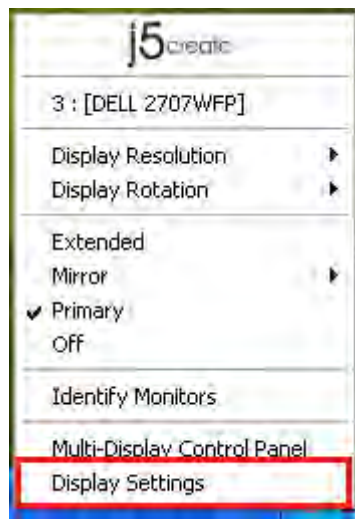 j5create
3 : [DELL 2707WFP]
Display Resolution
Display Rotation
Extended
Mirror
Primary
Off
Identify Monitors
Multi-Display Control Panel
Display Settings